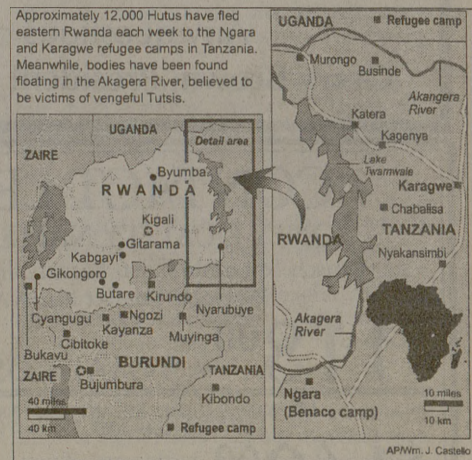 Approximately 12,000 Hutus have fled
eastern Rwanda each week to the Ngara
and Karagwe refugee camps in Tanzania.
Meanwhile, bodies have been found
floating in the Akagera River, believed to
be victims of vengeful Tutsis.
UGANDA
Detail area
ZAIRE
Byumba
RWANDA
Kigali
Gitarama
Kabgayi
Gikongoro
Butare
Kirundo
Nyarubuye
Cyangugu
Ngozi
Kayanza
Muyinga
Cibitoke
Bukavu
BURUNDI
ZAIRE
Bujumbura
TANZANIA
Kibondo
40 miles
40 km
Refugee camp
UGANDA
Refugee camp
Murongo
Businde
Akangera
River
Katera
Kaganya
Lake
Twamwale
Karagwe
Chabalisa
RWANDA
TANZANIA
Nyakansimbi
Akagera
River
Ngara
(Benaco camp)
10 miles
10 km
AP/Wm. J. Castello